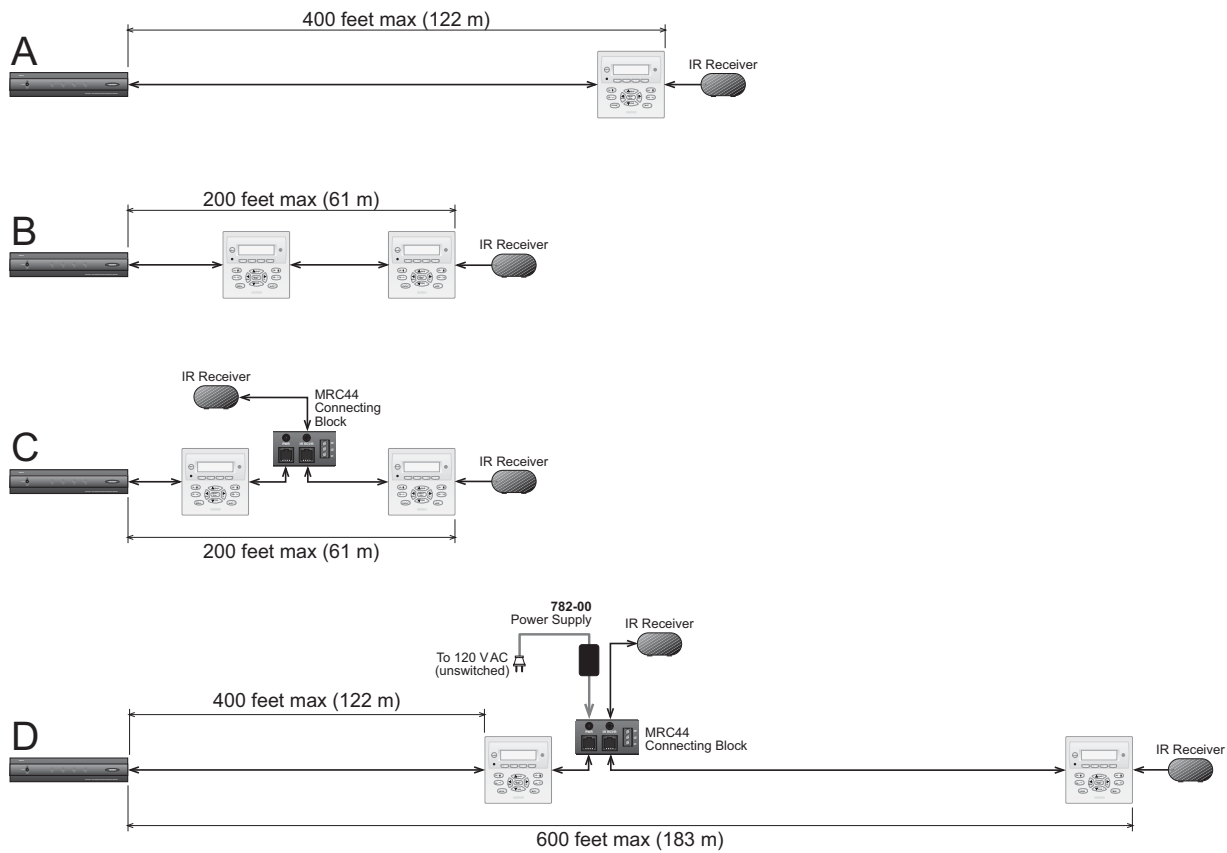 400 feet max (122 m)
A
IR Receiver
200 feet max (61 m)
B
IR Receiver
IR Receiver
MRC44
Connecting
Block
C
IR Receiver
200 feet max (61 m)
782-00
Power Supply
IR Receiver
To 120 VAC
(unswitched)
400 feet max (122 m)
D
MRC44
Connecting Block
IR Receiver
600 feet max (183 m)